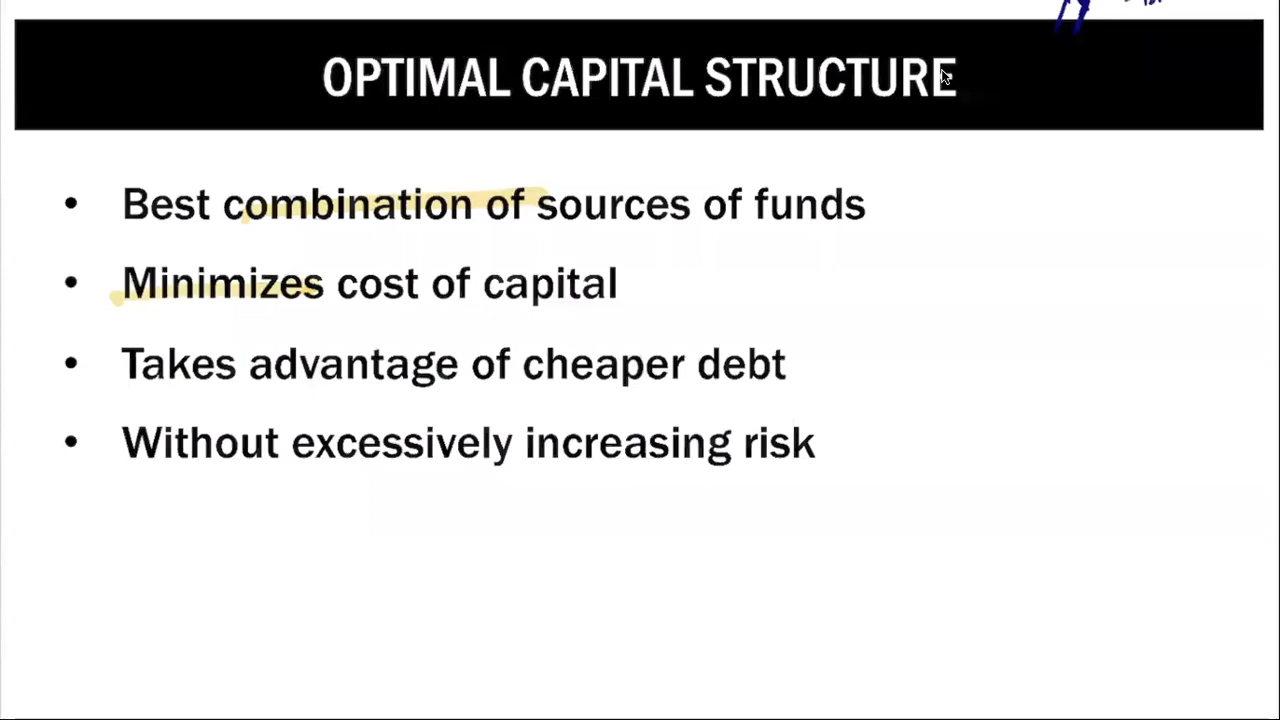 OPTIMAL CAPITAL STRUCTURE
• Best combination of sources of funds
• Minimizes cost of capital
• Takes advantage of cheaper debt
• Without excessively increasing risk